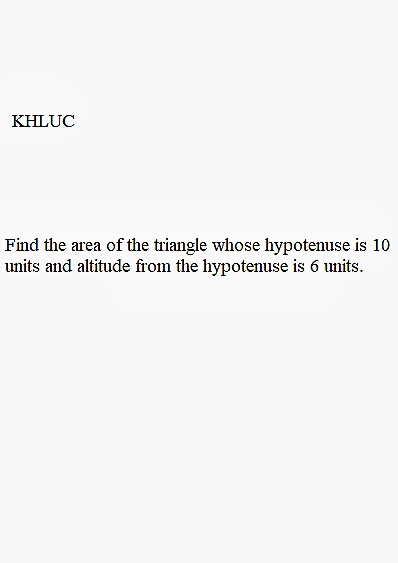 KHLUC
Find the area of the triangle whose hypotenuse is 10
units and altitude from the hypotenuse is 6 units.